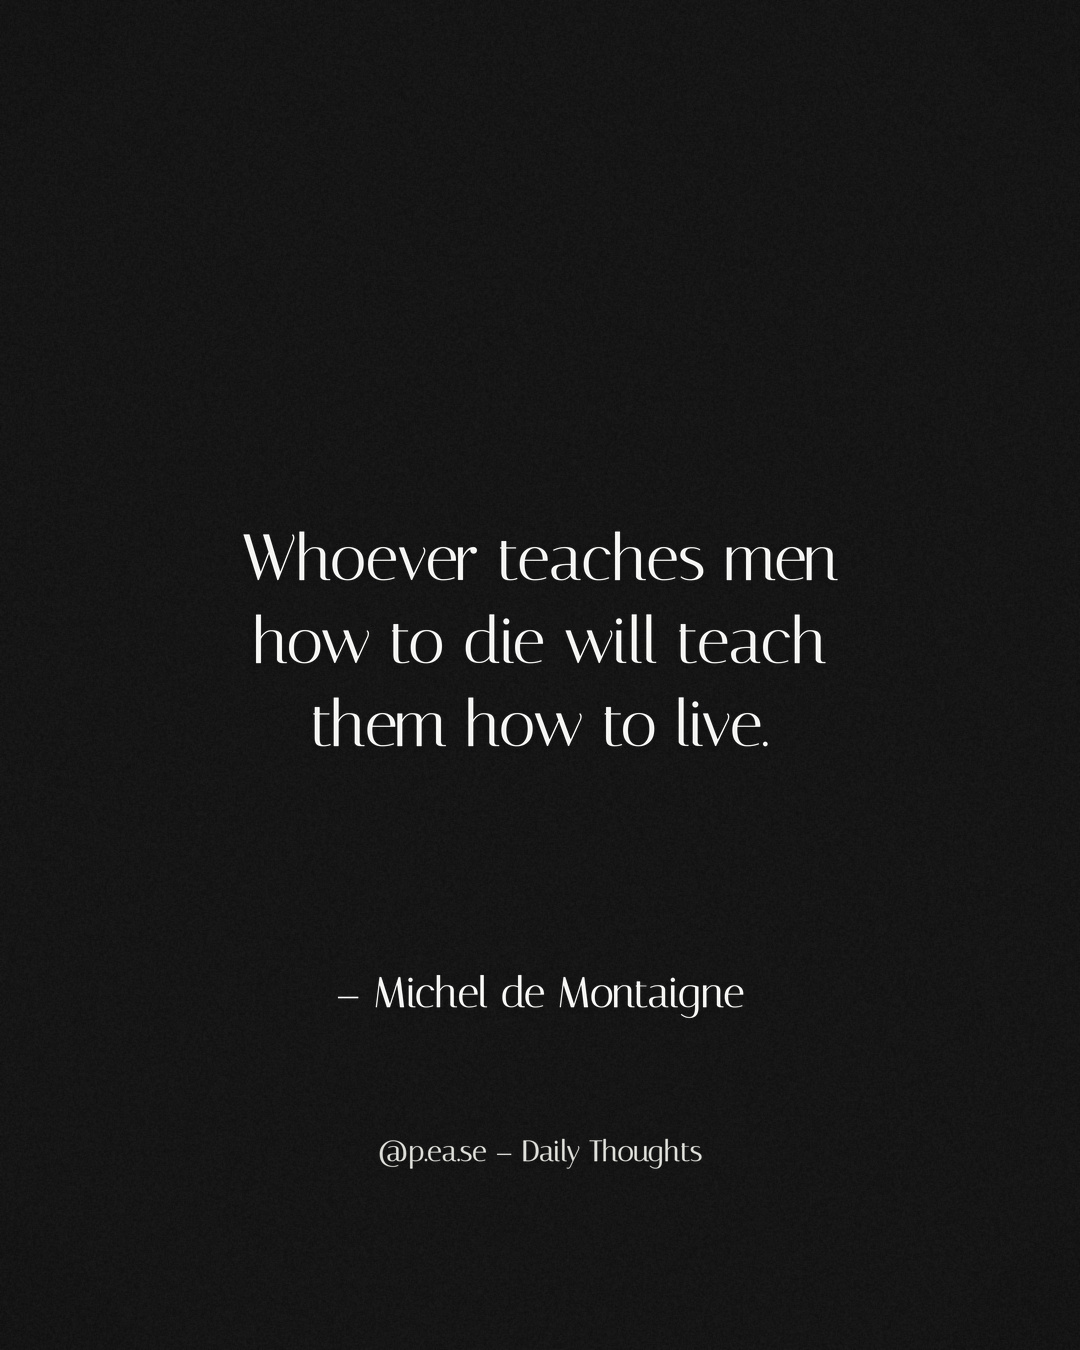 Whoever teaches men
how to die will teach
them how to live.
– Michel de Montaigne
@p.ea.se – Daily Thoughts